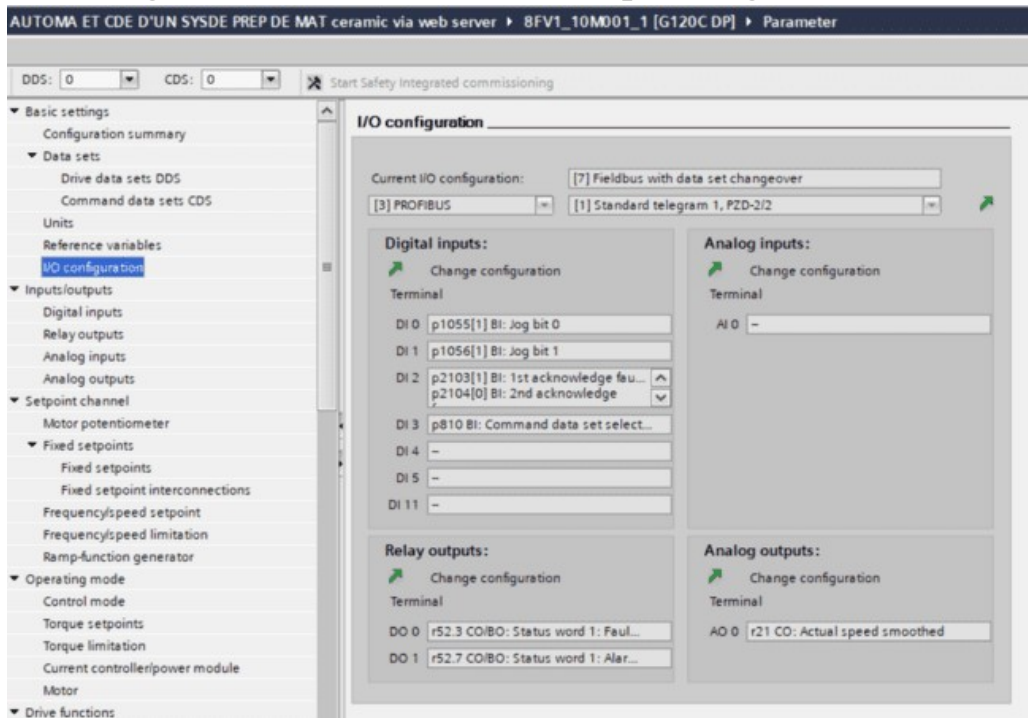 AUTOMA ET CDE D'UN SYSDE PREP DE MAT ceramic via web server ▸ 8FV1_10M001_1 [G120C DP] ▸ Parameter
DDS: 0 CDS: 0 Start Safety Integrated commissioning
Basic settings
Configuration summary
Data sets
Drive data sets DDS
Command data sets CDS
Units
Reference variables
I/O configuration
Inputs/outputs
Digital inputs
Relay outputs
Analog inputs
Analog outputs
Setpoint channel
Motor potentiometer
Fixed setpoints
Fixed setpoints
Fixed setpoint interconnections
Frequency/speed setpoint
Frequency/speed limitation
Ramp-function generator
Operating mode
Control mode
Torque setpoints
Torque limitation
Current controller/power module
Motor
Drive functions
I/O configuration
Current I/O configuration: [7] Fieldbus with data set changeover
[3] PROFIBUS [1] Standard telegram 1, PZD-2/2
Digital inputs:
Change configuration
Terminal
DI 0 p1055[1] BI: Jog bit 0
DI 1 p1056[1] BI: Jog bit 1
DI 2 p2103[1] BI: 1st acknowledge fau...
p2104[0] BI: 2nd acknowledge
DI 3 p810 BI: Command data set select...
DI 4 –
DI 5 –
DI 11 –
Analog inputs:
Change configuration
Terminal
AI 0 –
Relay outputs:
Change configuration
Terminal
DO 0 r52.3 CO/BO: Status word 1: Faul...
DO 1 r52.7 CO/BO: Status word 1: Alar...
Analog outputs:
Change configuration
Terminal
AO 0 r21 CO: Actual speed smoothed